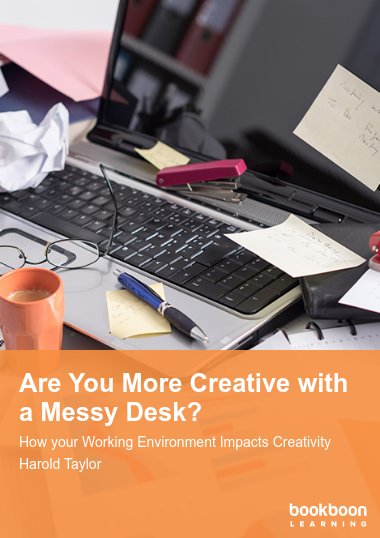 Are You More Creative with
a Messy Desk?
How your Working Environment Impacts Creativity
Harold Taylor
bookboon
LEARNING